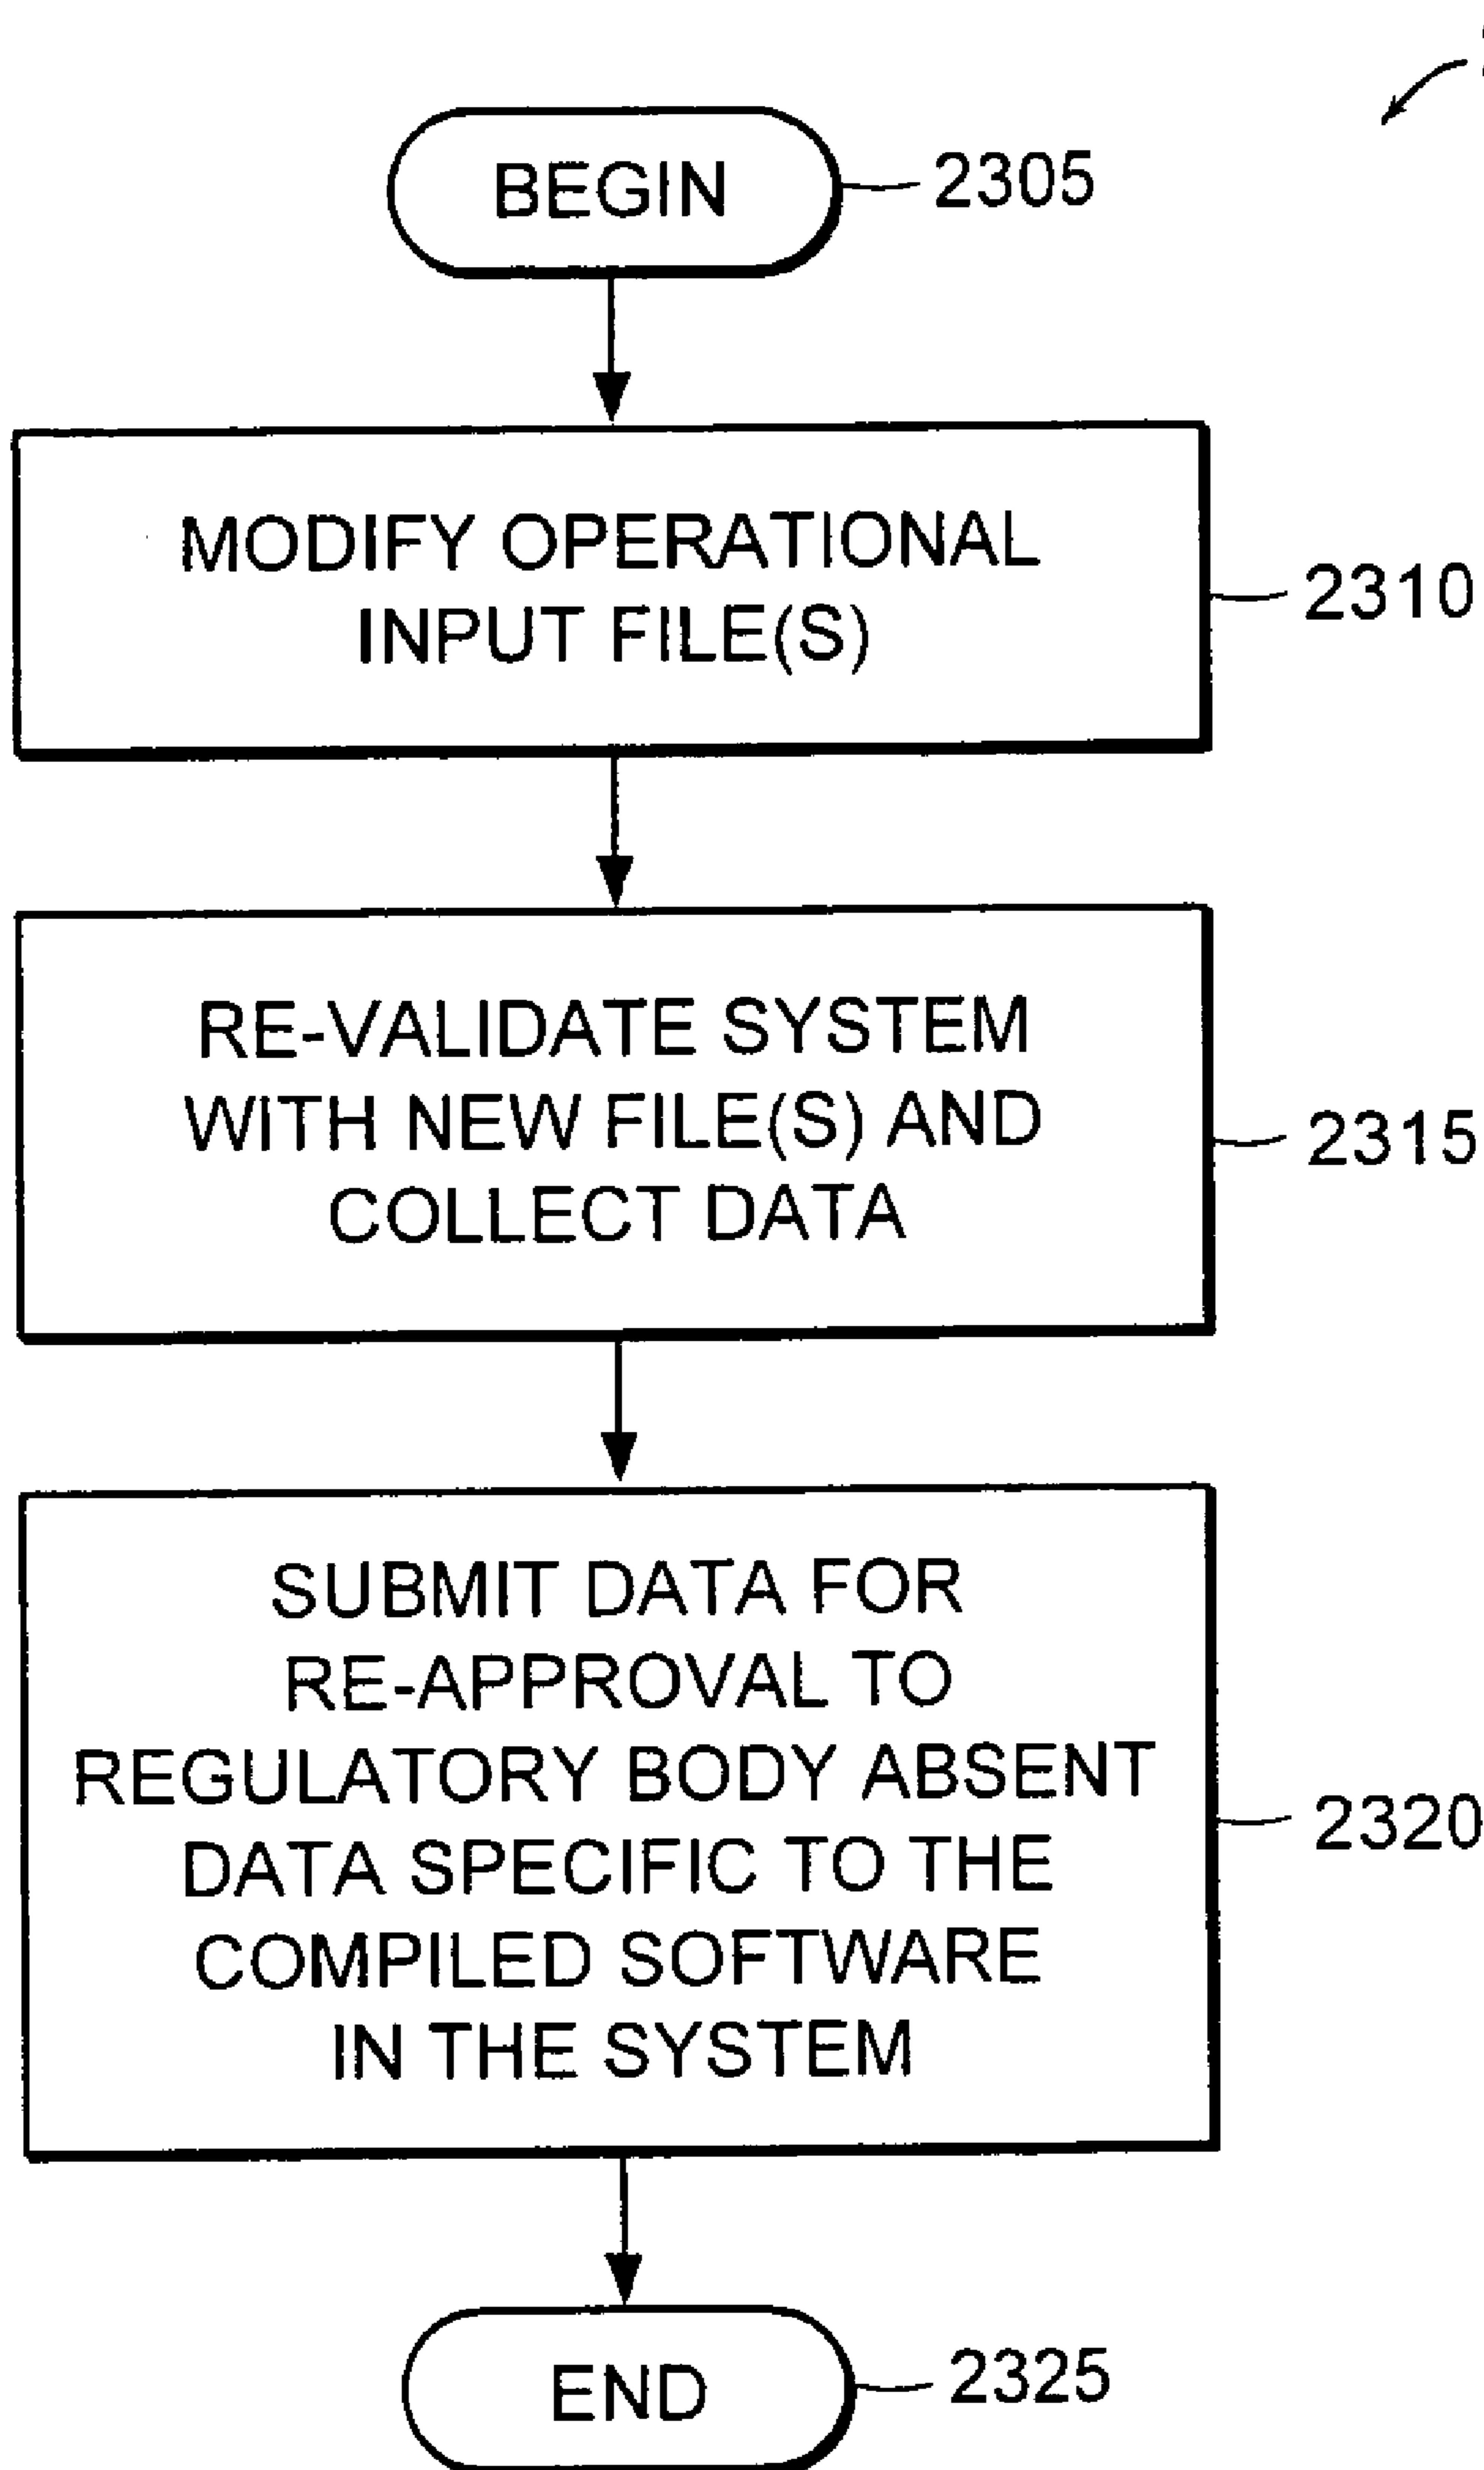 BEGIN
2305
MODIFY OPERATIONAL
INPUT FILE(S)
2310
RE-VALIDATE SYSTEM
WITH NEW FILE(S) AND
COLLECT DATA
2315
SUBMIT DATA FOR
RE-APPROVAL TO
REGULATORY BODY ABSENT
DATA SPECIFIC TO THE
COMPILED SOFTWARE
IN THE SYSTEM
2320
END
2325